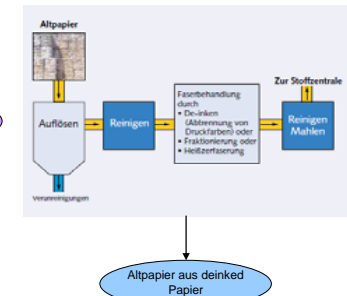 Altpapier
Zur Stoffzentrale
Auflösen
Reinigen
Faserbehandlung
durch
• De-inken
(Abtrennung von
Druckfarben) oder
• Fraktionierung oder
• Heißzerfaserung
Reinigen
Mahlen
Verunreinigungen
Altpapier aus deinked
Papier